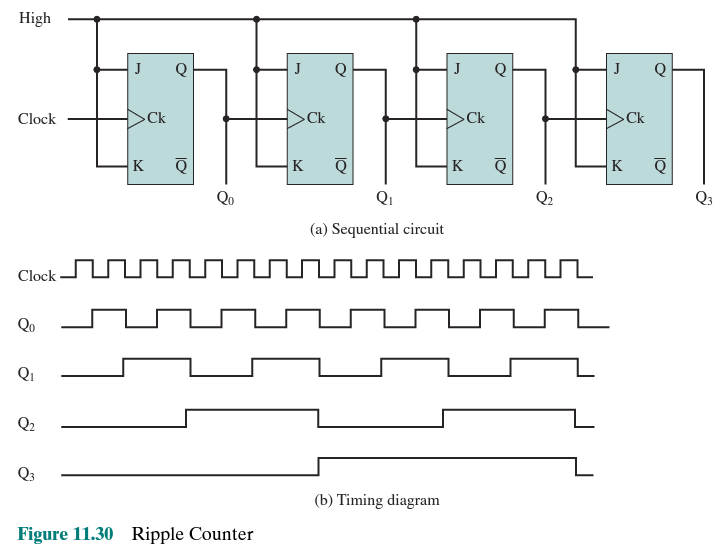 High
J Q J Q J Q J Q
Clock Ck Ck Ck Ck
K Q̅ K Q̅ K Q̅ K Q̅
Q₀ Q₁ Q₂ Q₃
(a) Sequential circuit
Clock
Q₀
Q₁
Q₂
Q₃
(b) Timing diagram
Figure 11.30 Ripple Counter